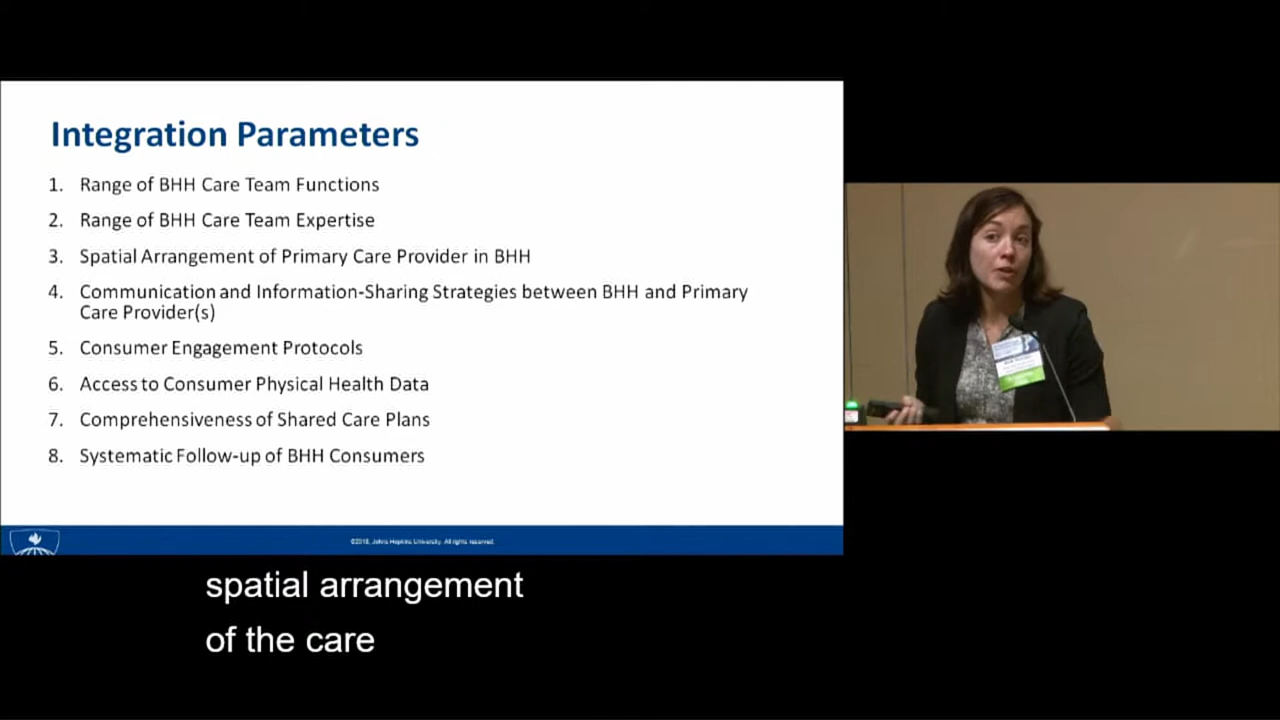 Integration Parameters
1. Range of BHH Care Team Functions
2. Range of BHH Care Team Expertise
3. Spatial Arrangement of Primary Care Provider in BHH
4. Communication and Information-Sharing Strategies between BHH and Primary
Care Provider(s)
5. Consumer Engagement Protocols
6. Access to Consumer Physical Health Data
7. Comprehensiveness of Shared Care Plans
8. Systematic Follow-up of BHH Consumers
Johns Hopkins University. All rights reserved.
spatial arrangement
of the care